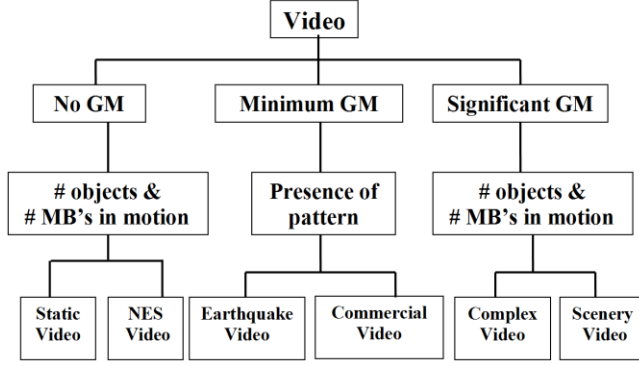 Video
No GM
Minimum GM
Significant GM
# objects &
# MB's in motion
Presence of
pattern
# objects &
# MB's in motion
Static
Video
NES
Video
Earthquake
Video
Commercial
Video
Complex
Video
Scenery
Video